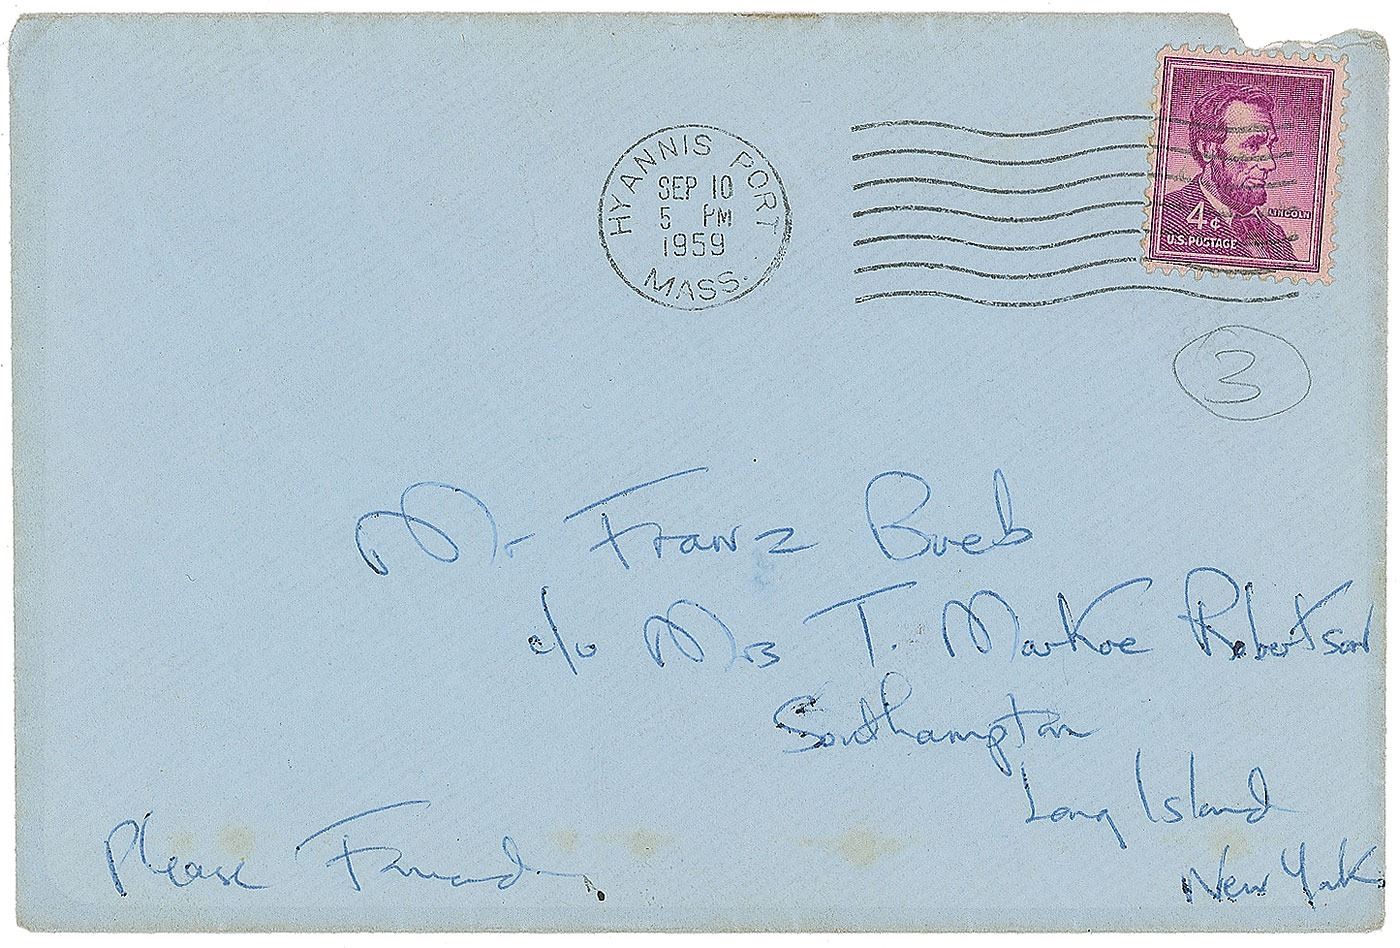 HYANNIS PORT
SEP 10
5 PM
1959
MASS.
4¢
LINCOLN
U.S. POSTAGE
3
Mr Franz Bueb
c/o Mrs T. Markoe Robertson
Southampton
Long Island
New York
Please Forward